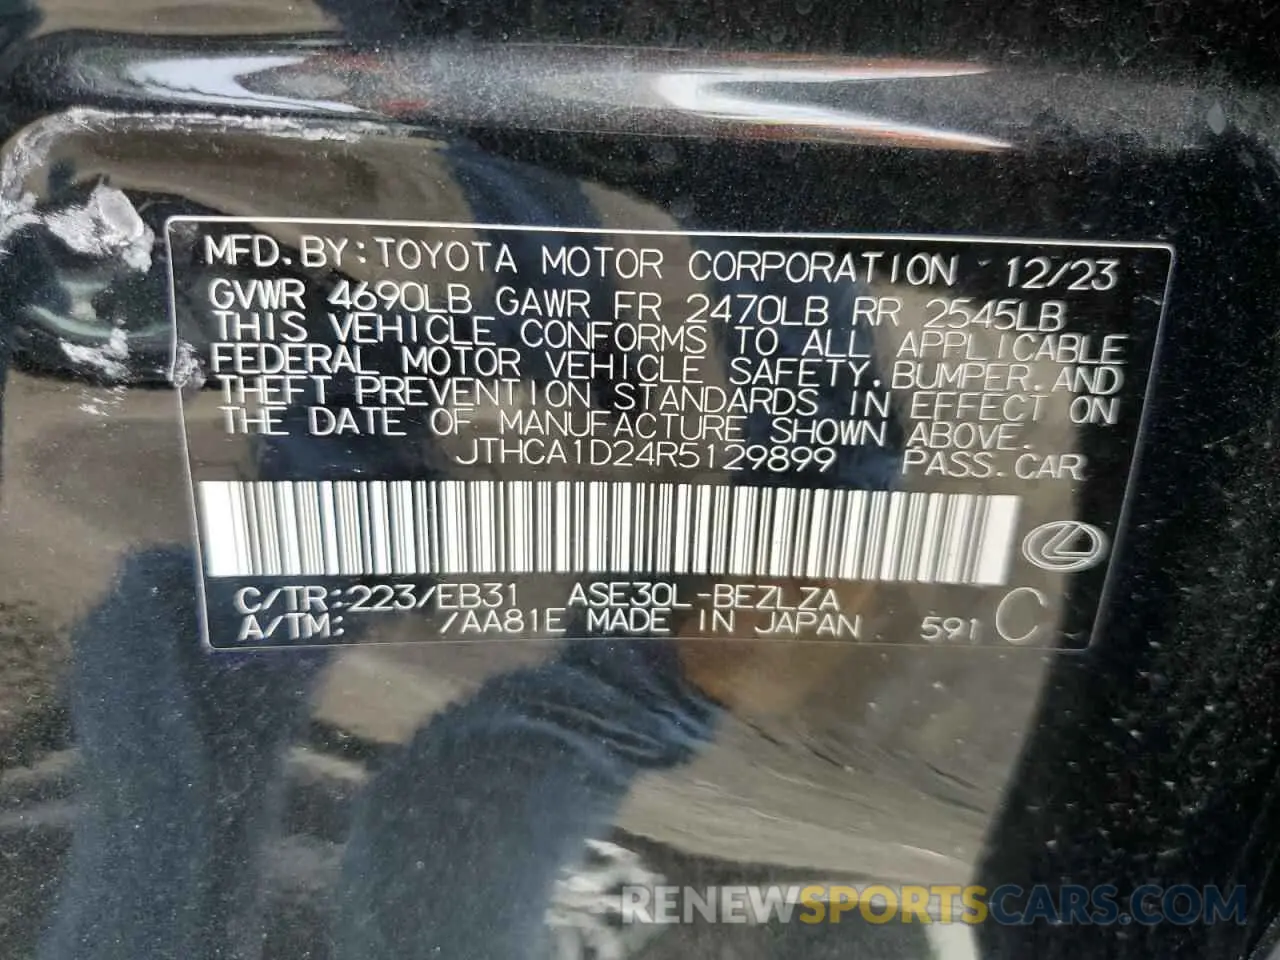 MFD. BY: TOYOTA MOTOR CORPORATION 12/23
GVWR 4690LB GAWR FR 2470LB RR 2545LB
THIS VEHICLE CONFORMS TO ALL APPLICABLE
FEDERAL MOTOR VEHICLE SAFETY, BUMPER, AND
THEFT PREVENTION STANDARDS IN EFFECT ON
THE DATE OF MANUFACTURE SHOWN ABOVE.
JTHCA1D24R5129899 PASS. CAR
C/TR: 223/EB31 ASE30L-BEZLZA
A/TM: /AA81E MADE IN JAPAN 591 C
RENEWSPORTSCARS.COM